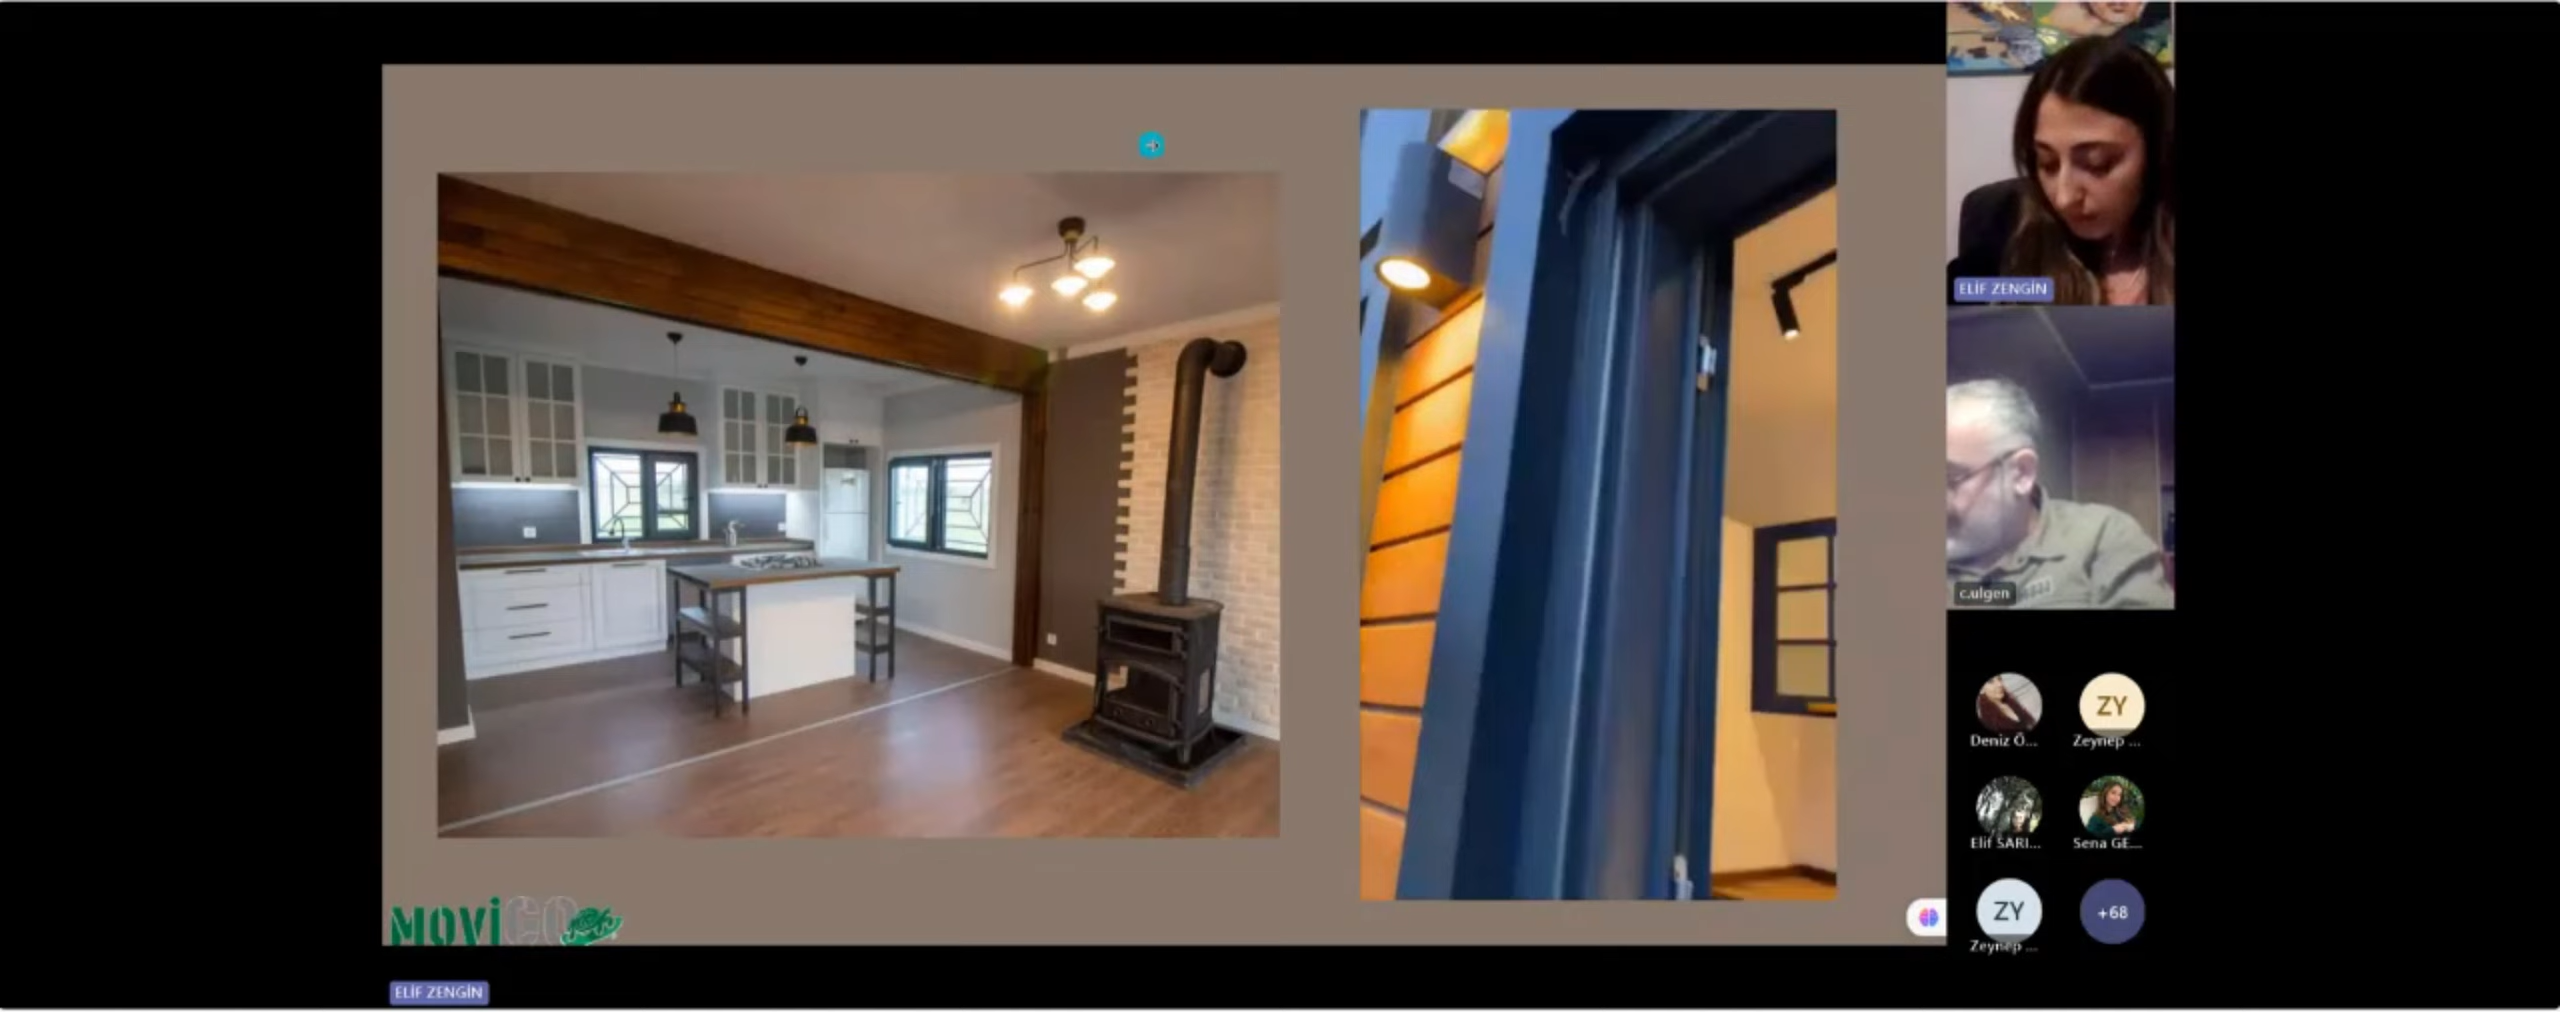 MOVİCO
ELİF ZENGİN
ELİF ZENGİN
c.ulgen
Deniz Ö...
ZY
Zeynep ...
Elif SARI...
Sena GE...
ZY
Zeynep ...
+68